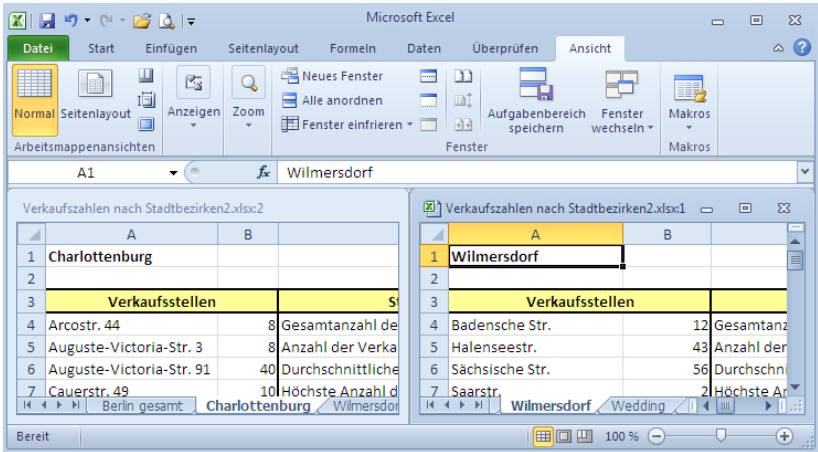 Microsoft Excel
Datei Start Einfügen Seitenlayout Formeln Daten Überprüfen Ansicht
Normal Seitenlayout Anzeigen Zoom
Neues Fenster
Alle anordnen
Fenster einfrieren
Aufgabenbereich speichern
Fenster wechseln
Makros
Arbeitsmappenansichten Fenster Makros
A1 fx Wilmersdorf
Verkaufszahlen nach Stadtbezirken2.xlsx:2
A B
1 Charlottenburg
2
3 Verkaufsstellen St
4 Arcostr. 44 8 Gesamtanzahl de
5 Auguste-Victoria-Str. 3 8 Anzahl der Verka
6 Auguste-Victoria-Str. 91 40 Durchschnittliche
7 Cauerstr. 49 10 Höchste Anzahl d
Berlin gesamt Charlottenburg Wilmersdor
Verkaufszahlen nach Stadtbezirken2.xlsx:1
A B
1 Wilmersdorf
2
3 Verkaufsstellen
4 Badensche Str. 12 Gesamtanz
5 Halenseestr. 43 Anzahl der
6 Sächsische Str. 56 Durchschni
7 Saarstr. 2 Höchste An
Wilmersdorf Wedding
Bereit 100 %